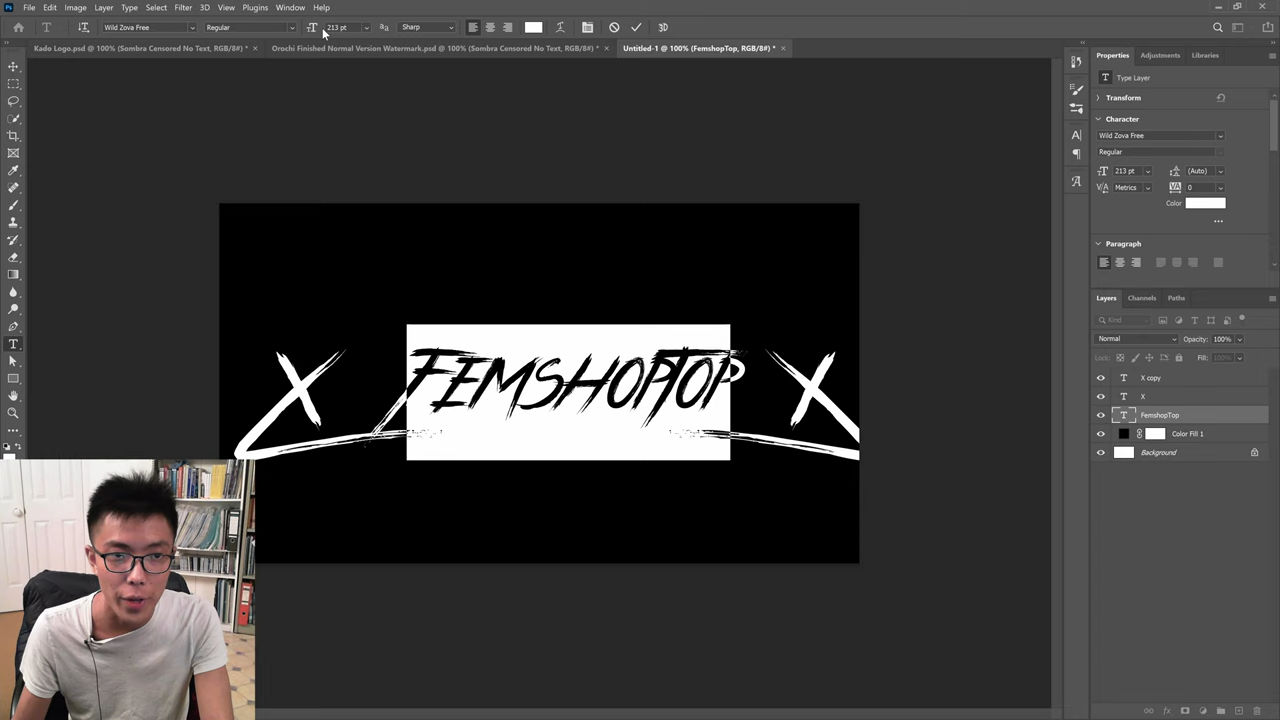 File Edit Image Layer Type Select Filter 3D View Plugins Window Help
Wild Zova Free Regular 213 pt Sharp 3D
Kado Logo.psd @ 100% (Sombra Censored No Text, RGB/8#) * Orochi Finished Normal Version Watermark.psd @ 100% (Sombra Censored No Text, RGB/8#) * Untitled-1 @ 100% (FemshopTop, RGB/8#) *
Properties Adjustments Libraries
Type Layer
Transform
Character
Wild Zova Free
Regular
213 pt (Auto)
Metrics 0
Color
Paragraph
Layers Channels Paths
Kind
Normal Opacity: 100%
Lock: Fill: 100%
X copy
X
FemshopTop
Color Fill 1
Background
X FEMSHOPTOP X